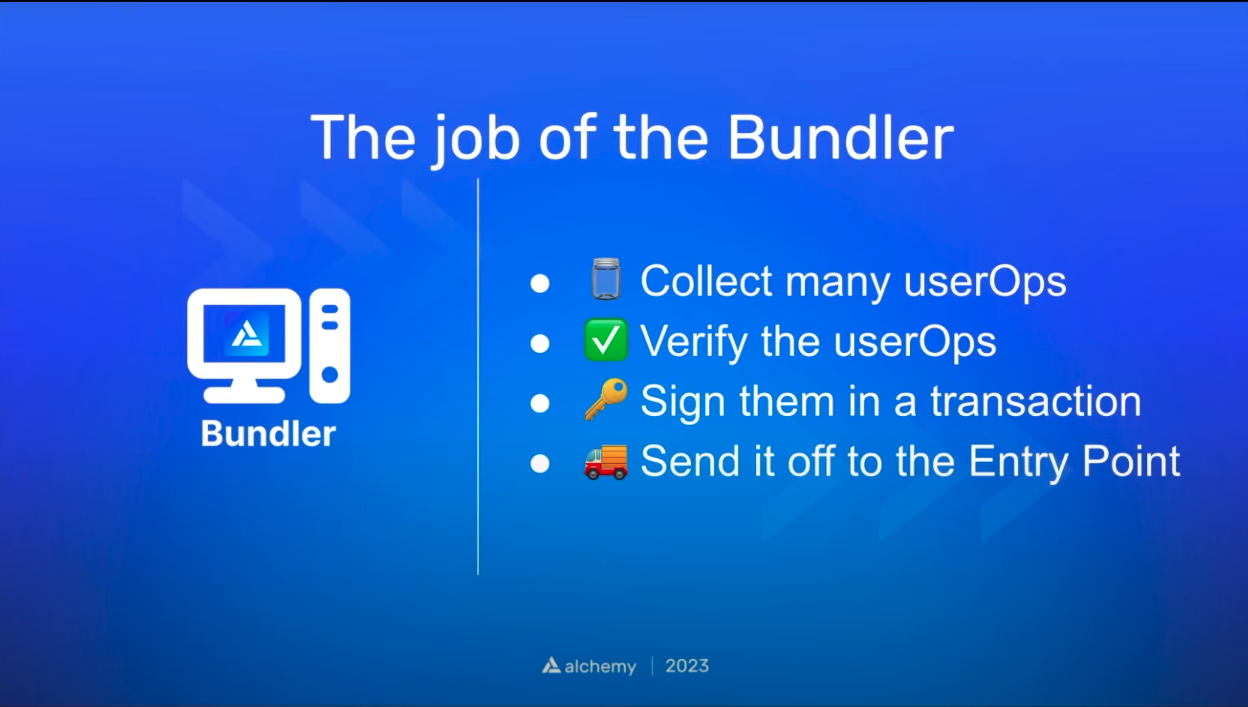 The job of the Bundler
Bundler
● 🫙 Collect many userOps
● ✅ Verify the userOps
● 🔑 Sign them in a transaction
● 🚚 Send it off to the Entry Point
alchemy | 2023